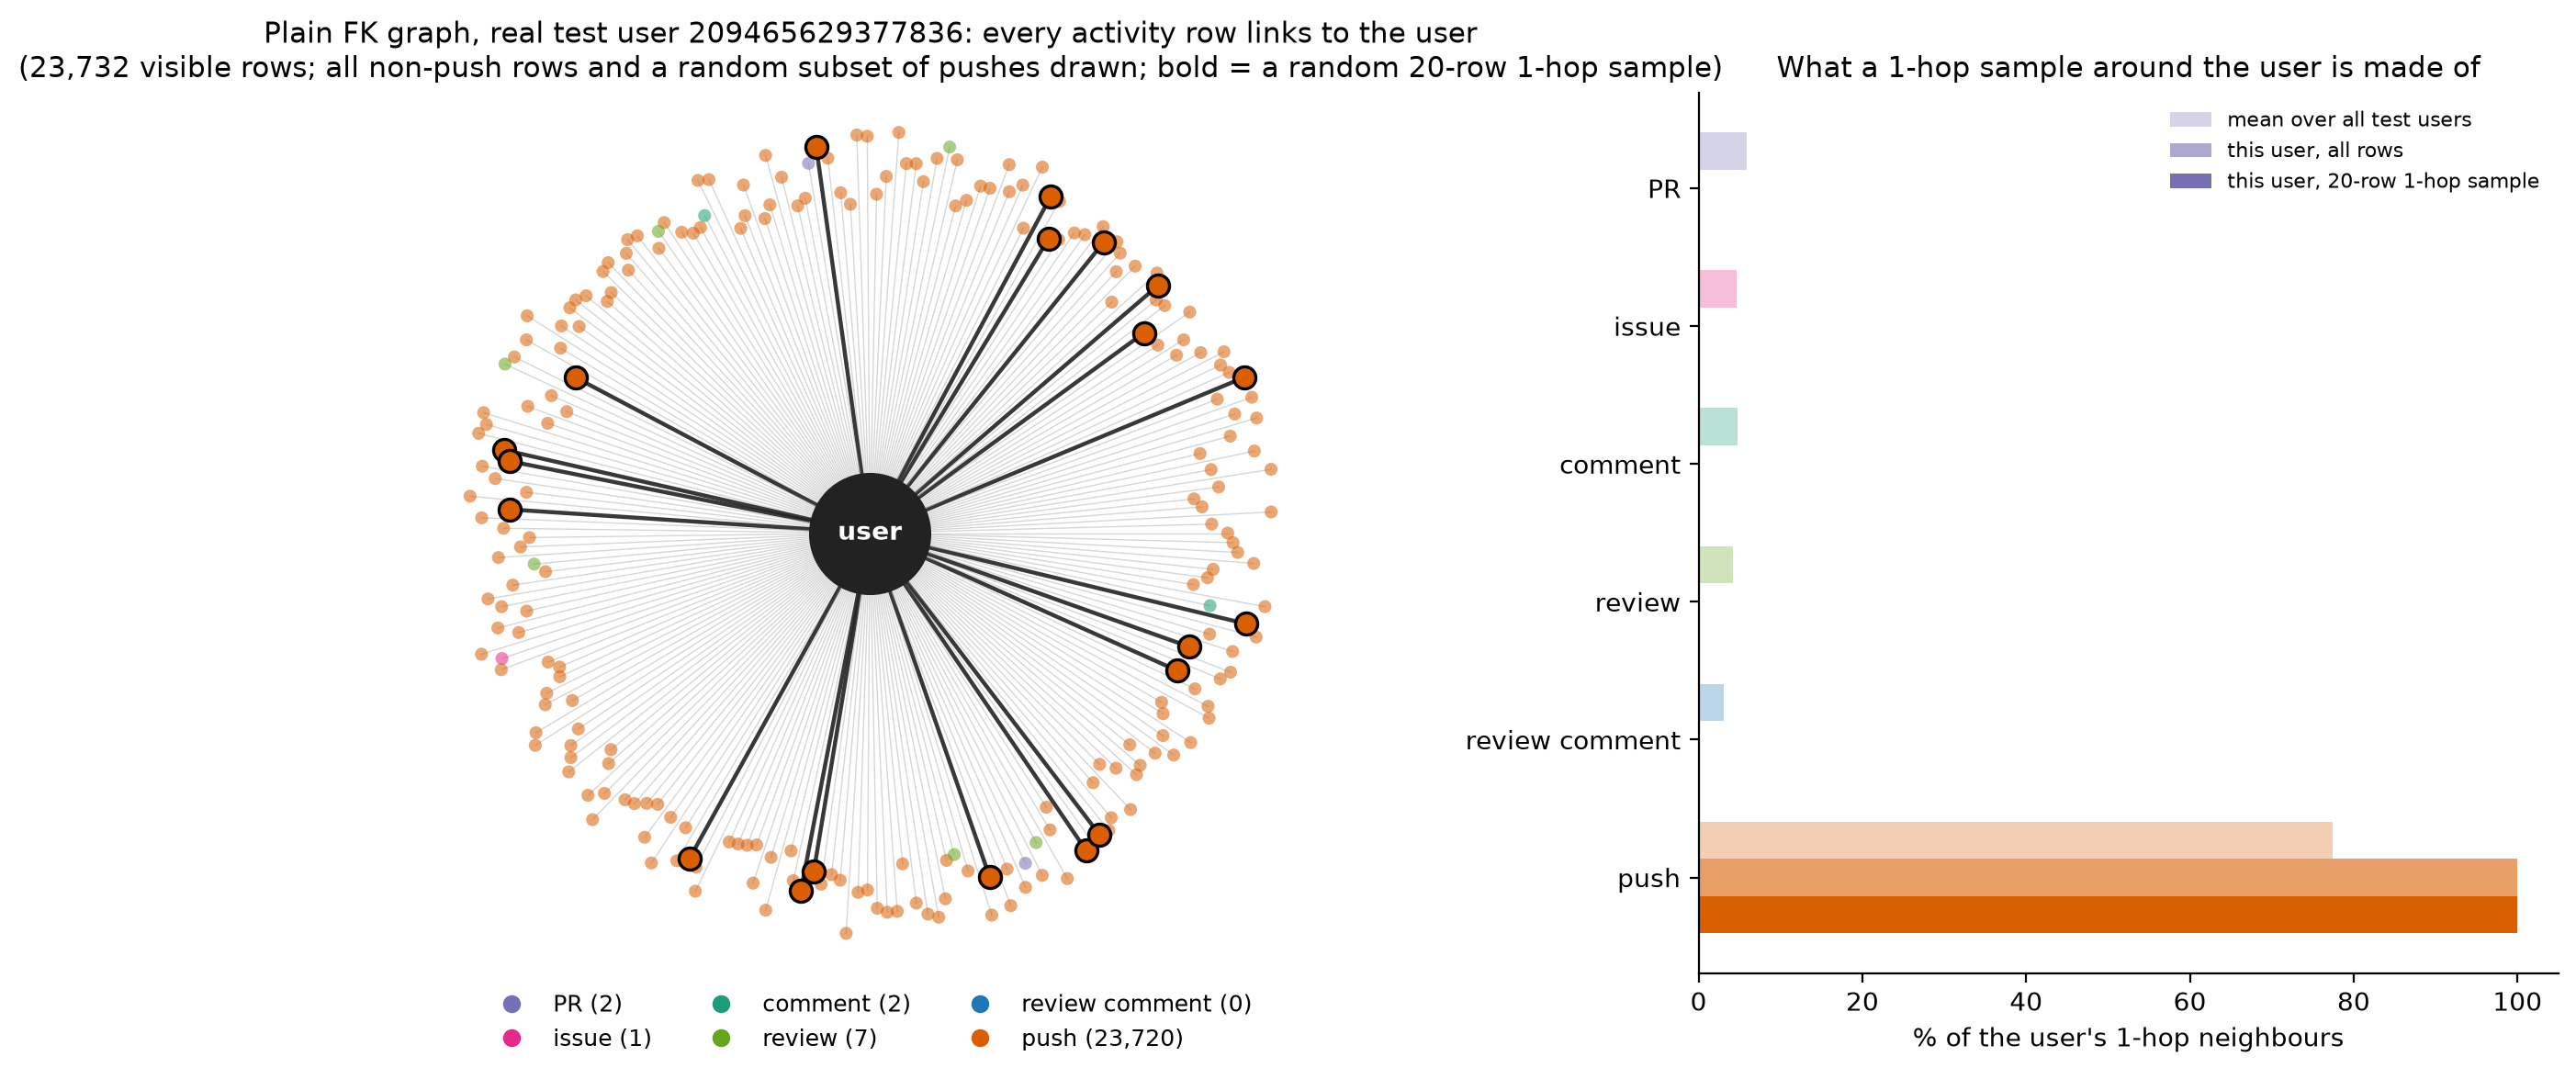 Plain FK graph, real test user 209465629377836: every activity row links to the user
(23,732 visible rows; all non-push rows and a random subset of pushes drawn; bold = a random 20-row 1-hop sample)
user
PR (2)
issue (1)
comment (2)
review (7)
review comment (0)
push (23,720)
What a 1-hop sample around the user is made of
mean over all test users
this user, all rows
this user, 20-row 1-hop sample
PR
issue
comment
review
review comment
push
0 20 40 60 80 100
% of the user's 1-hop neighbours